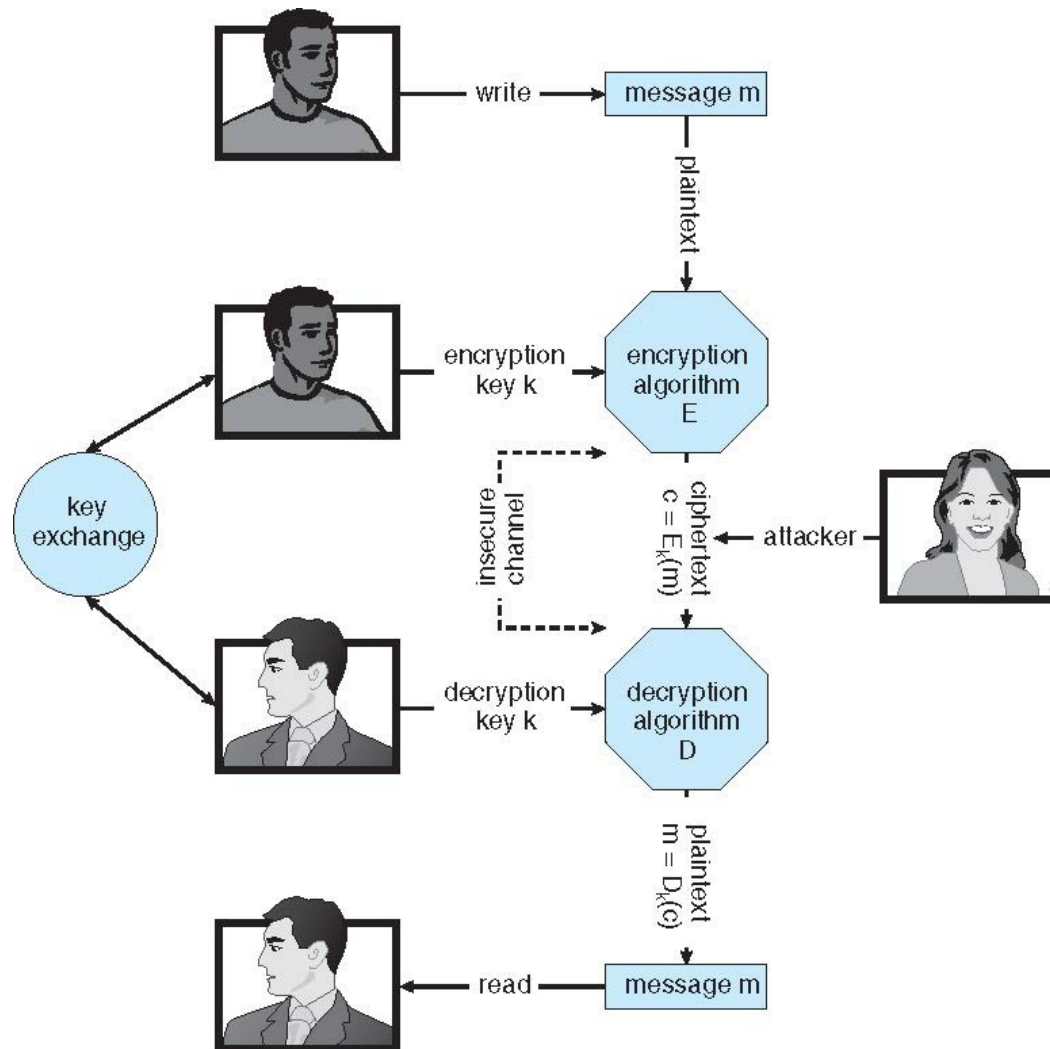 write
message m
plaintext
encryption
key k
encryption
algorithm
E
key
exchange
insecure
channel
ciphertext
c = Ek(m)
attacker
decryption
key k
decryption
algorithm
D
plaintext
m = Dk(c)
read
message m